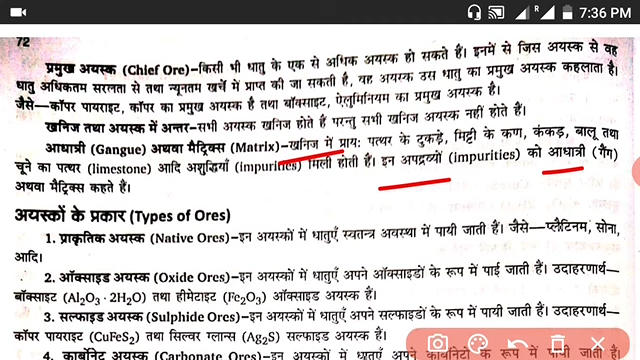 R 7:36 PM
72
प्रमुख अयस्क (Chief Ore)–किसी भी धातु के एक से अधिक अयस्क हो सकते हैं। इनमें से जिस अयस्क से वह
धातु अधिकतम सरलता से तथा न्यूनतम खर्चे में प्राप्त की जा सकती है, वह अयस्क उस धातु का प्रमुख अयस्क कहलाता है।
जैसे–कॉपर पायराइट, कॉपर का प्रमुख अयस्क है तथा बॉक्साइट, ऐलुमिनियम का प्रमुख अयस्क है।
खनिज तथा अयस्क में अन्तर–सभी अयस्क खनिज होते हैं परन्तु सभी खनिज अयस्क नहीं होते हैं।
आधात्री (Gangue) अथवा मैट्रिक्स (Matrix)–खनिज में प्रायः पत्थर के टुकड़े, मिट्टी के कण, कंकड़, बालू तथा
चूने का पत्थर (limestone) आदि अशुद्धियाँ (impurities) मिली होती हैं। इन अपद्रव्यों (impurities) को आधात्री (गैंग)
अथवा मैट्रिक्स कहते हैं।
अयस्कों के प्रकार (Types of Ores)
1. प्राकृतिक अयस्क (Native Ores)–इन अयस्कों में धातुएँ स्वतन्त्र अवस्था में पायी जाती हैं। जैसे–प्लैटिनम, सोना,
आदि।
2. ऑक्साइड अयस्क (Oxide Ores)–इन अयस्कों में धातुएँ अपने ऑक्साइडों के रूप में पाई जाती हैं। उदाहरणार्थ–
बॉक्साइट (Al₂O₃ · 2H₂O) तथा हीमेटाइट (Fe₂O₃) ऑक्साइड अयस्क हैं।
3. सल्फाइड अयस्क (Sulphide Ores)–इन अयस्कों में धातुएँ अपने सल्फाइडों के रूप में पायी जाती हैं। उदाहरणार्थ–
कॉपर पायराइट (CuFeS₂) तथा सिल्वर ग्लान्स (Ag₂S) सल्फाइड अयस्क हैं।
4. कार्बोनेट अयस्क (Carbonate Ores)–इन अयस्कों में धातुएँ अपने कार्बोनेटों के रूप में पायी जाती हैं।